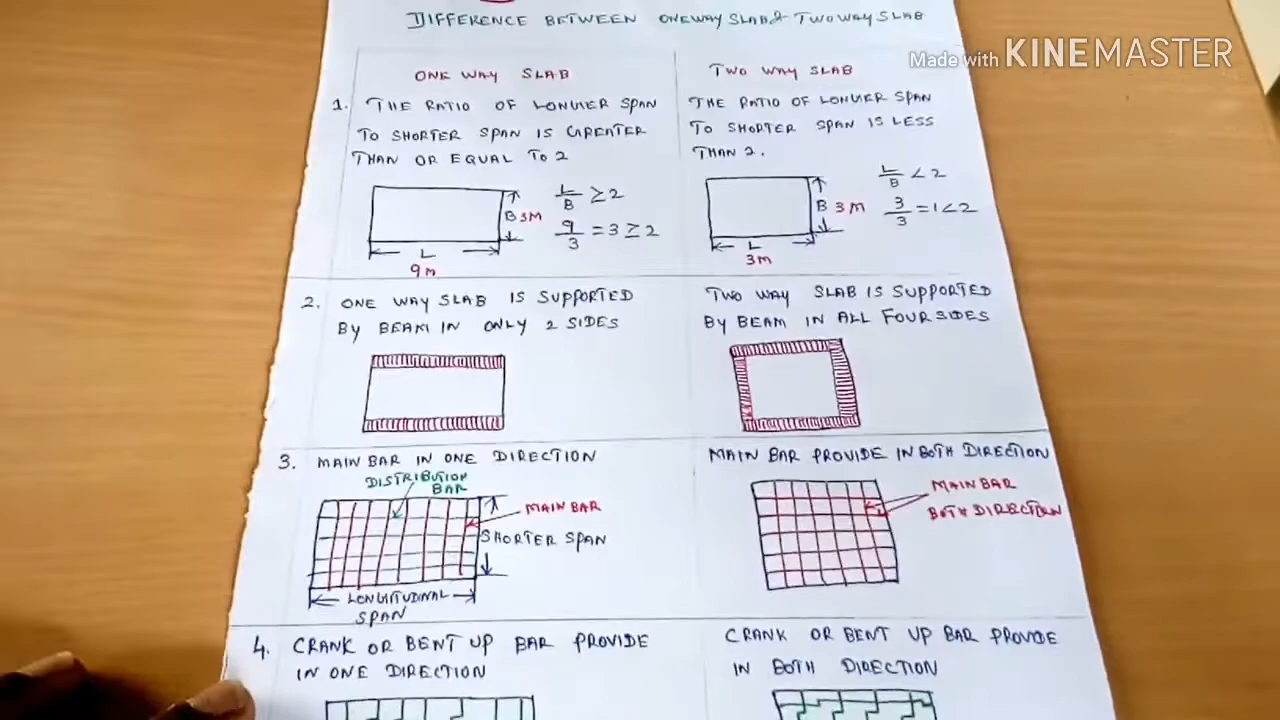 DIFFERENCE BETWEEN ONEWAY SLAB & TWO WAY SLAB
Made with KINEMASTER
ONE WAY SLAB
1. THE RATIO OF LONGER SPAN
TO SHORTER SPAN IS GREATER
THAN OR EQUAL TO 2
L/B ≥ 2
B 3M
9/3 = 3 ≥ 2
L
9M
TWO WAY SLAB
THE RATIO OF LONGER SPAN
TO SHORTER SPAN IS LESS
THAN 2.
L/B < 2
B 3M
3/3 = 1 < 2
L
3M
2. ONE WAY SLAB IS SUPPORTED
BY BEAM IN ONLY 2 SIDES
TWO WAY SLAB IS SUPPORTED
BY BEAM IN ALL FOUR SIDES
3. MAIN BAR IN ONE DIRECTION
DISTRIBUTION
BAR
MAIN BAR
SHORTER SPAN
LONGITUDINAL
SPAN
MAIN BAR PROVIDE IN BOTH DIRECTION
MAIN BAR
BOTH DIRECTION
4. CRANK OR BENT UP BAR PROVIDE
IN ONE DIRECTION
CRANK OR BENT UP BAR PROVIDE
IN BOTH DIRECTION